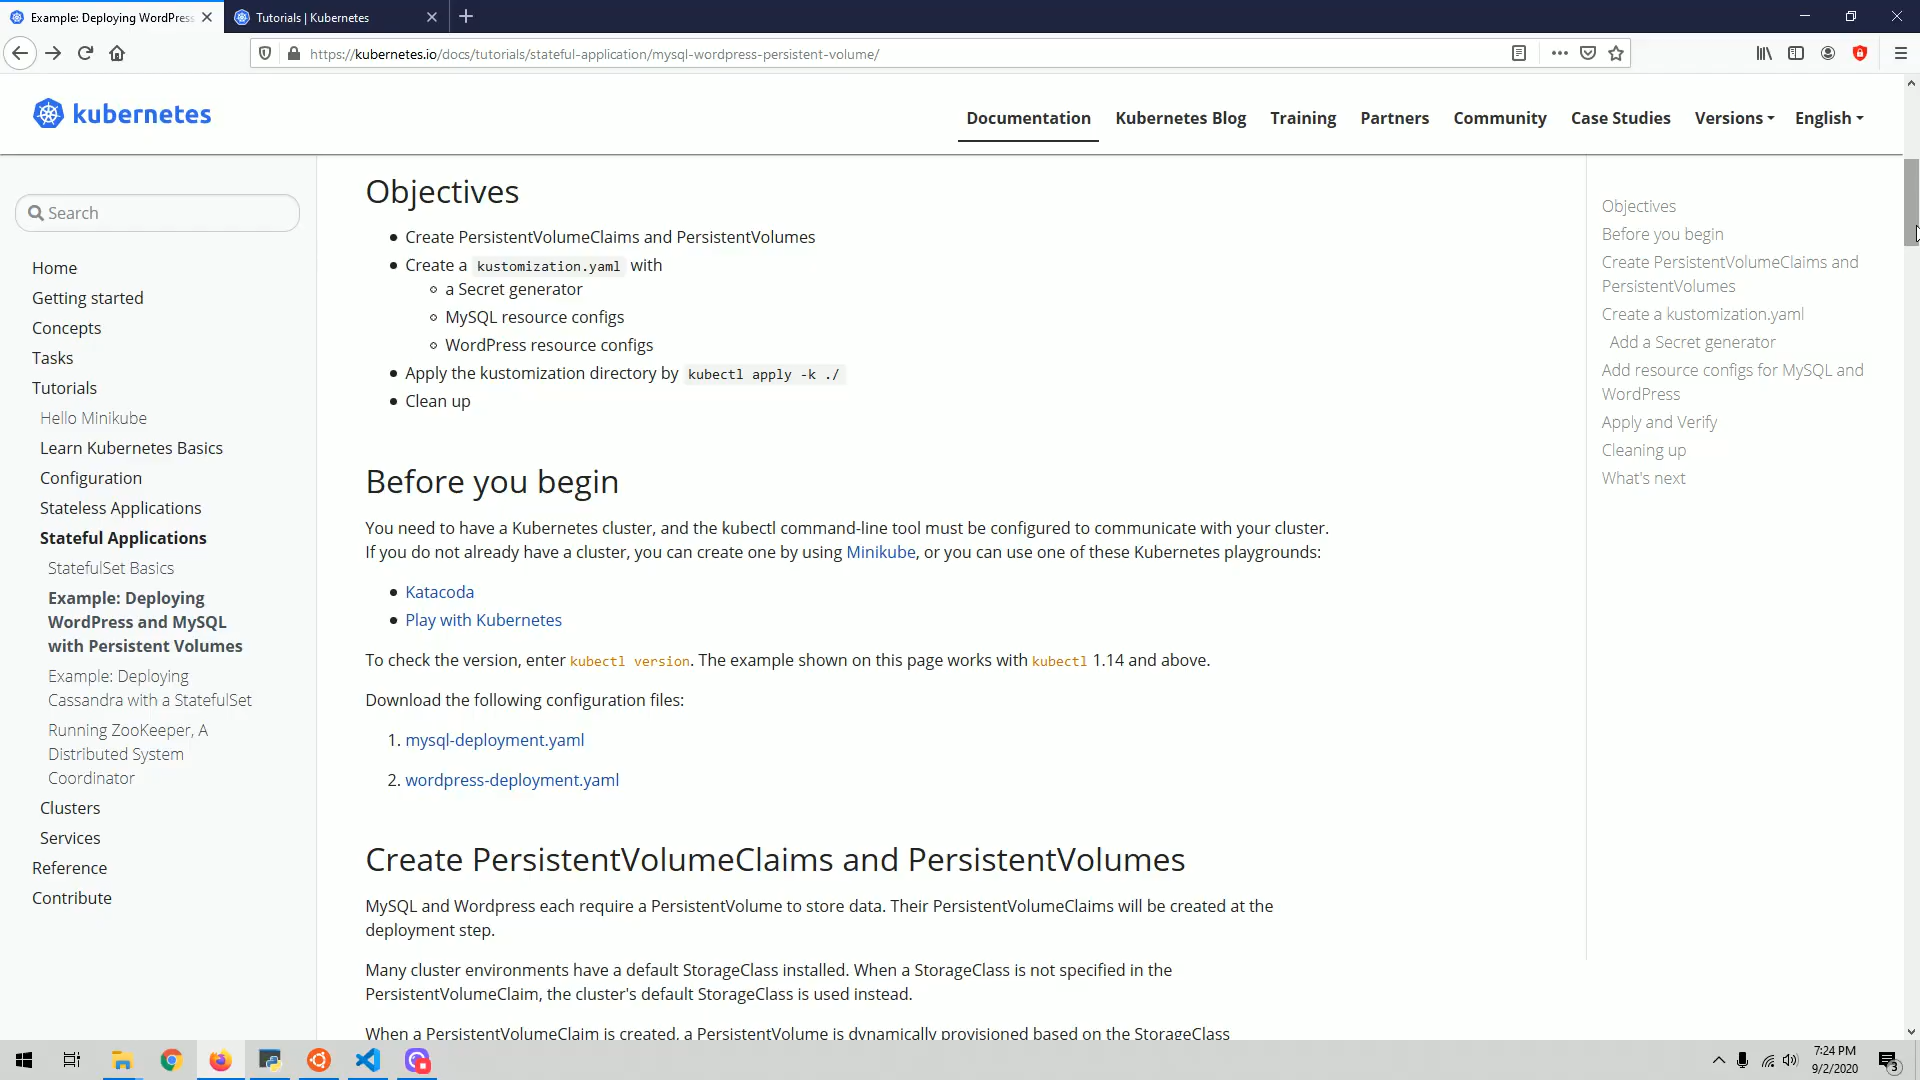 Example: Deploying WordPress
Tutorials | Kubernetes
https://kubernetes.io/docs/tutorials/stateful-application/mysql-wordpress-persistent-volume/
kubernetes
Documentation
Kubernetes Blog
Training
Partners
Community
Case Studies
Versions
English
Search
Home
Getting started
Concepts
Tasks
Tutorials
Hello Minikube
Learn Kubernetes Basics
Configuration
Stateless Applications
Stateful Applications
StatefulSet Basics
Example: Deploying
WordPress and MySQL
with Persistent Volumes
Example: Deploying
Cassandra with a StatefulSet
Running ZooKeeper, A
Distributed System
Coordinator
Clusters
Services
Reference
Contribute
Objectives
Create PersistentVolumeClaims and PersistentVolumes
Create a kustomization.yaml with
a Secret generator
MySQL resource configs
WordPress resource configs
Apply the kustomization directory by kubectl apply -k ./
Clean up
Before you begin
You need to have a Kubernetes cluster, and the kubectl command-line tool must be configured to communicate with your cluster.
If you do not already have a cluster, you can create one by using Minikube, or you can use one of these Kubernetes playgrounds:
Katacoda
Play with Kubernetes
To check the version, enter kubectl version. The example shown on this page works with kubectl 1.14 and above.
Download the following configuration files:
1. mysql-deployment.yaml
2. wordpress-deployment.yaml
Create PersistentVolumeClaims and PersistentVolumes
MySQL and Wordpress each require a PersistentVolume to store data. Their PersistentVolumeClaims will be created at the
deployment step.
Many cluster environments have a default StorageClass installed. When a StorageClass is not specified in the
PersistentVolumeClaim, the cluster's default StorageClass is used instead.
When a PersistentVolumeClaim is created, a PersistentVolume is dynamically provisioned based on the StorageClass
Objectives
Before you begin
Create PersistentVolumeClaims and
PersistentVolumes
Create a kustomization.yaml
Add a Secret generator
Add resource configs for MySQL and
WordPress
Apply and Verify
Cleaning up
What's next
7:24 PM
9/2/2020
3